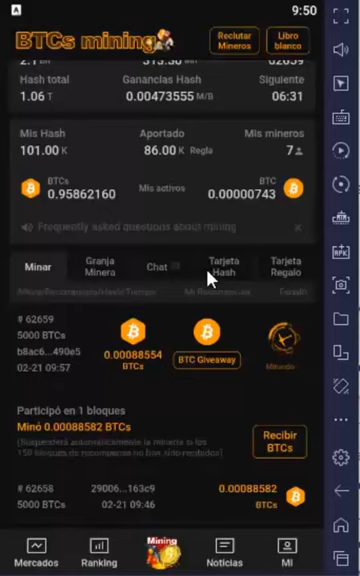 A 9:50
BTCs mining
Reclutar Mineros
Libro blanco
Hash total Ganancias Hash Siguiente
1.06 T 0.00473555 M/B 06:31
Mis Hash Aportado Mis mineros
101.00 K 86.00 K Regla 7
BTCs BTC
0.95862160 Mis activos 0.00000743
Frequently asked questions about mining
Minar Granja Minera Chat Tarjeta Hash Tarjeta Regalo
# 62659
5000 BTCs
b8ac6...490e5
02-21 09:57
0.00088554
BTCs
BTC Giveaway
Minando
Participó en 1 bloques
Minó 0.00088582 BTCs
Recibir BTCs
# 62658 29006...163c9 0.00088582
5000 BTCs 02-21 09:46 BTCs
Mining
Mercados Ranking Noticias MI
RPK